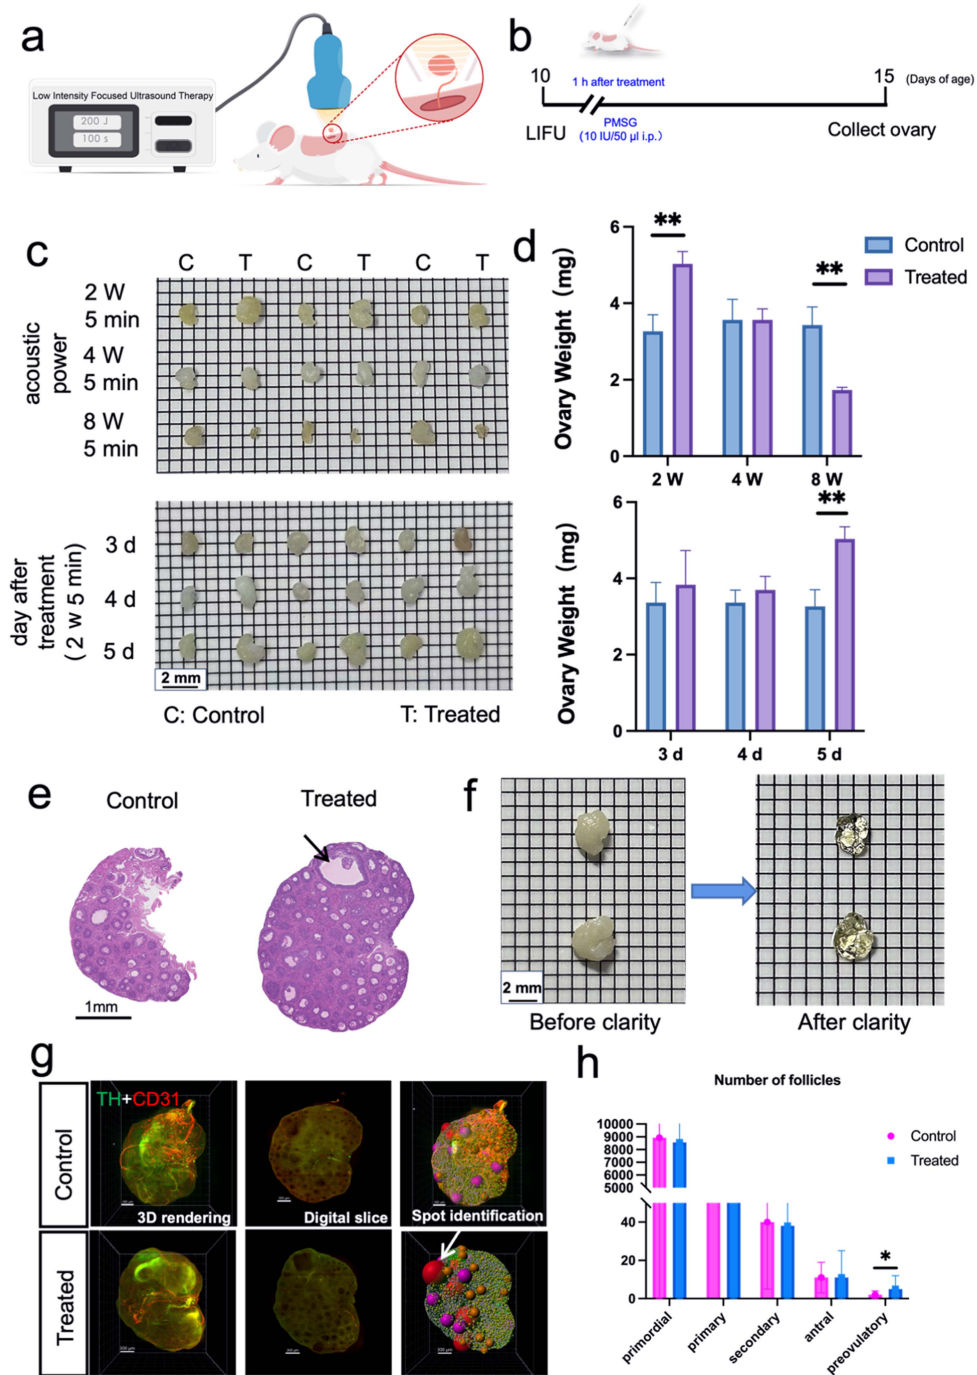 a
Low Intensity Focused Ultrasound Therapy
200 J
100 s
b
10
1 h after treatment
15
(Days of age)
LIFU
PMSG
(10 IU/50 µl i.p.)
Collect ovary
c
C T C T C T
acoustic
power
2 W
5 min
4 W
5 min
8 W
5 min
day after
treatment
( 2 w 5 min)
3 d
4 d
5 d
2 mm
C: Control
T: Treated
d
Ovary Weight (mg)
6
4
2
0
**
**
2 W 4 W 8 W
Control
Treated
Ovary Weight (mg)
6
4
2
0
**
3 d 4 d 5 d
e
Control
Treated
1mm
f
2 mm
Before clarity
After clarity
g
Control
TH+CD31
3D rendering
Digital slice
Spot identification
Treated
h
Number of follicles
10000
9000
8000
7000
6000
5000
40
20
0
*
primordial
primary
secondary
antral
preovulatory
Control
Treated